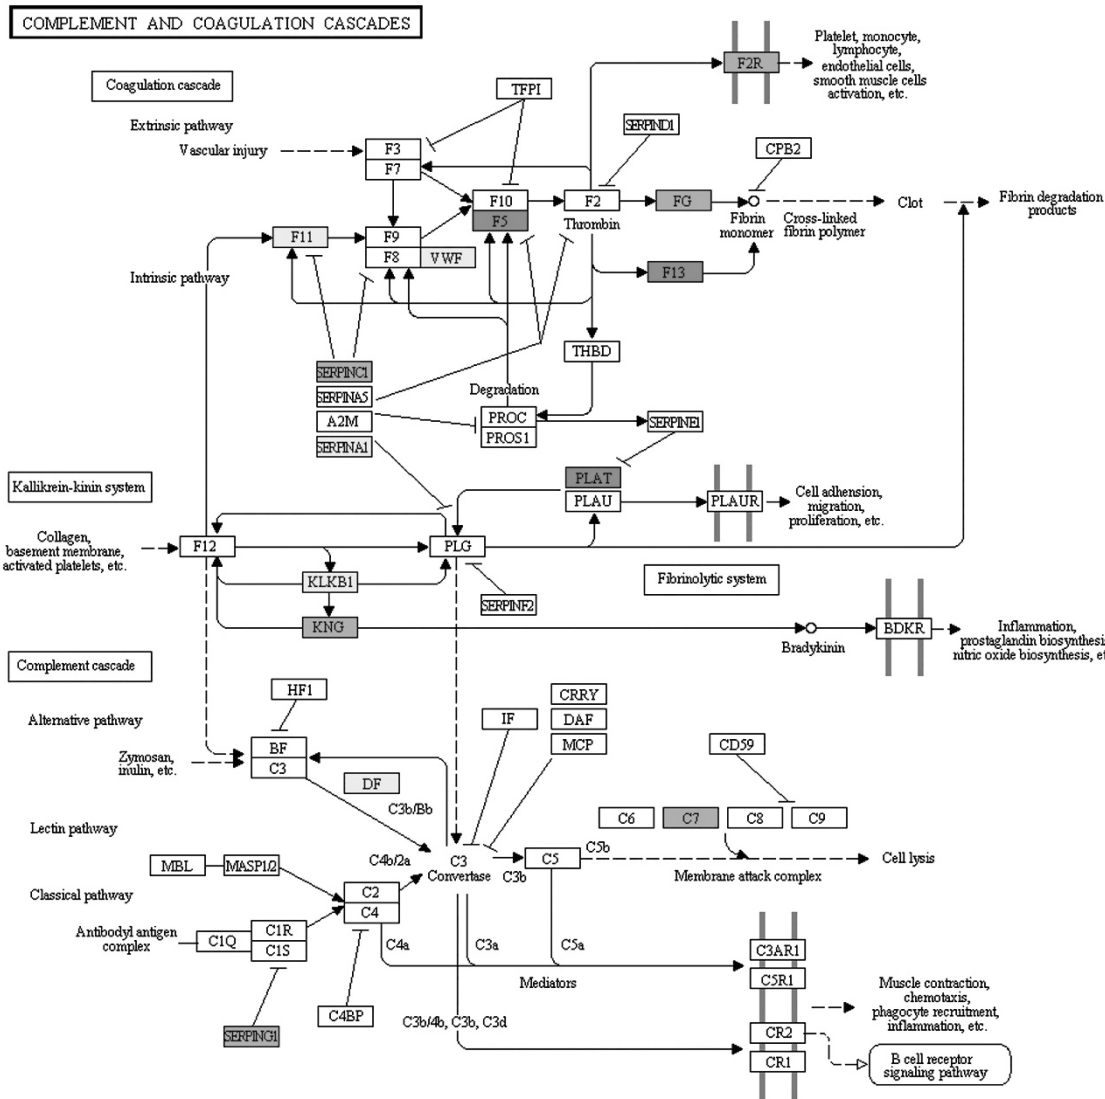 COMPLEMENT AND COAGULATION CASCADES
Coagulation cascade
Extrinsic pathway
Vascular injury
TFPI
F2R
Platelet, monocyte,
lymphocyte,
endothelial cells,
smooth muscle cells
activation, etc.
SERPIND1
CPB2
F3
F7
F10
F5
F2
Thrombin
FG
Fibrin
monomer
Cross-linked
fibrin polymer
Clot
Fibrin degradation
products
F11
F9
F8
VWF
F13
Intrinsic pathway
THBD
SERPINC1
SERPINA5
A2M
SERPINA1
Degradation
PROC
PROS1
SERPINE1
Kallikrein-kinin system
PLAT
PLAU
PLAUR
Cell adhension,
migration,
proliferation, etc.
Collagen,
basement membrane,
activated platelets, etc.
F12
PLG
KLKB1
SERPINF2
Fibrinolytic system
KNG
Bradykinin
BDKR
Inflammation,
prostaglandin biosynthesis
nitric oxide biosynthesis, et
Complement cascade
Alternative pathway
HF1
IF
CRRY
DAF
MCP
CD59
Zymosan,
inulin, etc.
BF
C3
DF
C3b/Bb
C6
C7
C8
C9
Lectin pathway
MBL
MASP1/2
C4b/2a
C3
Convertase
C3b
C5
C5b
Membrane attack complex
Cell lysis
Classical pathway
C2
C4
Antibodyl antigen
complex
C1Q
C1R
C1S
C4a
C3a
C5a
Mediators
C3AR1
C5R1
Muscle contraction,
chemotaxis,
phagocyte recruitment,
inflammation, etc.
SERPING1
C4BP
C3b/4b, C3b, C3d
CR2
CR1
B cell receptor
signaling pathway